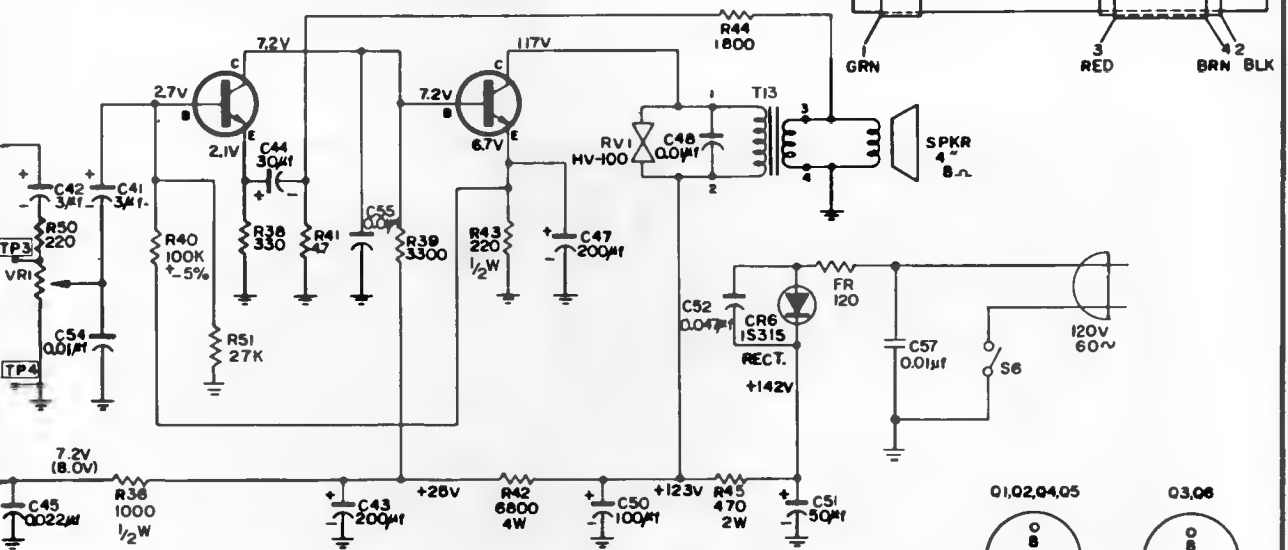 R44
1800
1
GRN
3
RED
4 2
BRN BLK
7.2V
C
2.7V
B
E
2.1V
C44
30µf
+ -
117V
C
7.2V
B
E
6.7V
RV1
HV-100
1
C48
0.01µf
2
T13
3
4
SPKR
4"
8Ω
+
C42
3µf
-
+
C41
3µf
-
R50
220
TP3
VR1
C54
0.01µf
TP4
R40
100K
±5%
R51
27K
R38
330
R41
47
C55
R39
3300
R43
220
1/2W
+
C47
200µf
-
C52
0.047µf
CR6
1S315
RECT.
+142V
FR
120
C57
0.01µf
S6
120V
60~
7.2V
(8.0V)
C45
0.022µf
R36
1000
1/2W
+
C43
200µf
-
+25V
R42
6800
4W
+
C50
100µf
-
+123V
R45
470
2W
+
C51
50µf
-
Q1,Q2,Q4,Q5
B
Q3,Q6
B